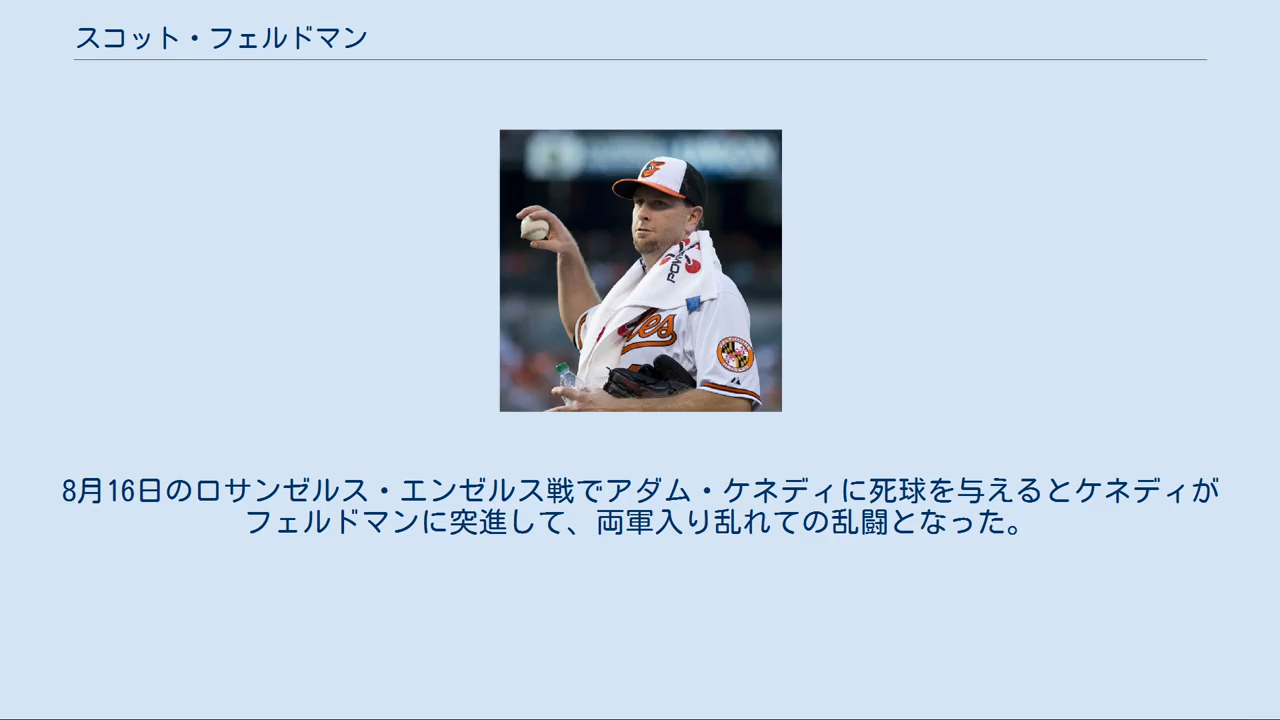 スコット・フェルドマン
8月16日のロサンゼルス・エンゼルス戦でアダム・ケネディに死球を与えるとケネディが
フェルドマンに突進して、両軍入り乱れての乱闘となった。